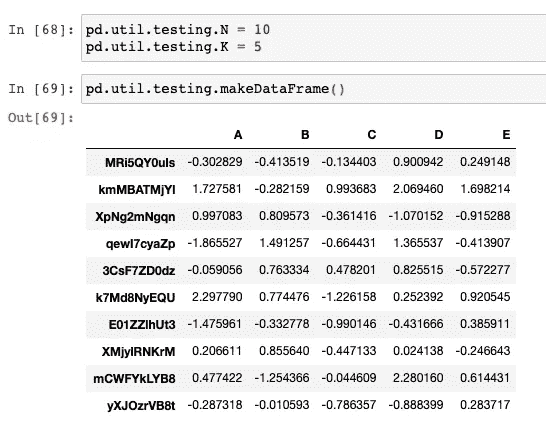 In [68]: pd.util.testing.N = 10
pd.util.testing.K = 5
In [69]: pd.util.testing.makeDataFrame()
Out[69]:
A B C D E
MRi5QY0uls -0.302829 -0.413519 -0.134403 0.900942 0.249148
kmMBATMjYl 1.727581 -0.282159 0.993683 2.069460 1.698214
XpNg2mNgqn 0.997083 0.809573 -0.361416 -1.070152 -0.915288
qewl7cyaZp -1.865527 1.491257 -0.664431 1.365537 -0.413907
3CsF7ZD0dz -0.059056 0.763334 0.478201 0.825515 -0.572277
k7Md8NyEQU 2.297790 0.774476 -1.226158 0.252392 0.920545
E01ZZlhUt3 -1.475961 -0.332778 -0.990146 -0.431666 0.385911
XMjylRNKrM 0.206611 0.855640 -0.447133 0.024138 -0.246643
mCWFYkLYB8 0.477422 -1.254366 -0.044609 2.280160 0.614431
yXJOzrVB8t -0.287318 -0.010593 -0.786357 -0.888399 0.283717